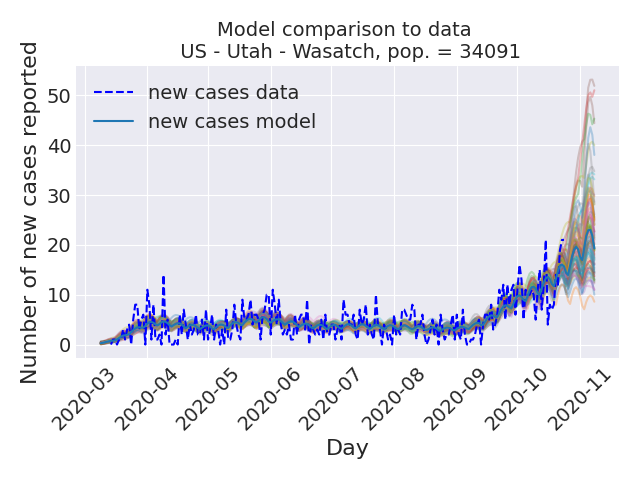 Model comparison to data
US - Utah - Wasatch, pop. = 34091
Number of new cases reported
50
40
30
20
10
0
new cases data
new cases model
2020-03
2020-04
2020-05
2020-06
2020-07
2020-08
2020-09
2020-10
2020-11
Day